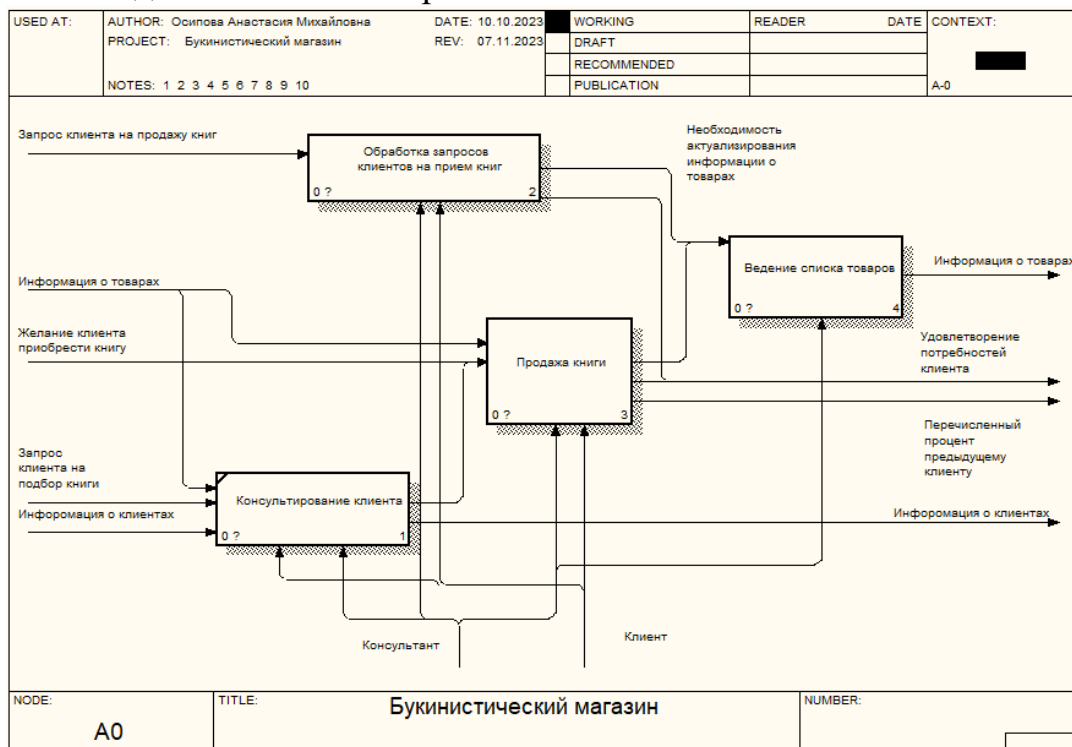 USED AT:
AUTHOR: Осипова Анастасия Михайловна
DATE: 10.10.2023
WORKING
READER
DATE
CONTEXT:
PROJECT: Букинистический магазин
REV: 07.11.2023
DRAFT
RECOMMENDED
NOTES: 1 2 3 4 5 6 7 8 9 10
PUBLICATION
A-0
Запрос клиента на продажу книг
Обработка запросов
клиентов на прием книг
0 ?
2
Необходимость
актуализирования
информации о
товарах
Ведение списка товаров
0 ?
4
Информация о товарах
Информация о товарах
Желание клиента
приобрести книгу
Продажа книги
0 ?
3
Удовлетворение
потребностей
клиента
Перечисленный
процент
предыдущему
клиенту
Запрос
клиента на
подбор книги
Инфоромация о клиентах
Консультирование клиента
0 ?
1
Инфоромация о клиентах
Консультант
Клиент
NODE:
A0
TITLE:
Букинистический магазин
NUMBER: